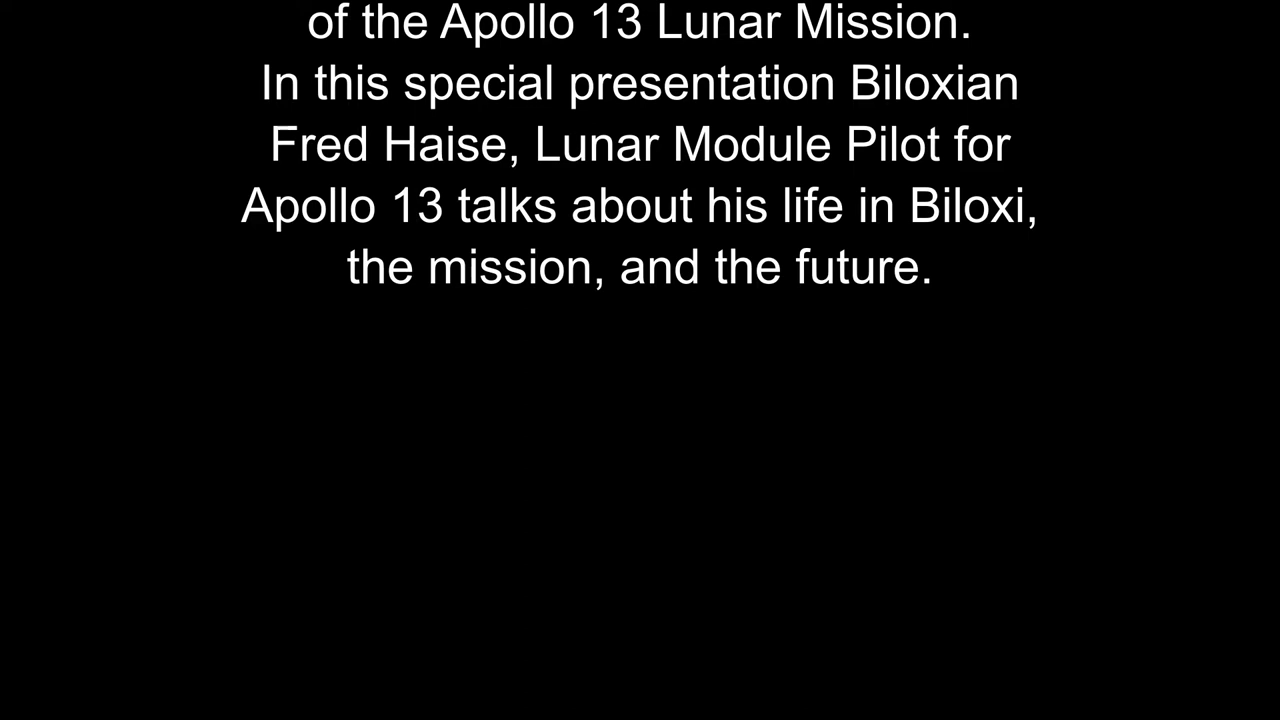 of the Apollo 13 Lunar Mission.
In this special presentation Biloxian
Fred Haise, Lunar Module Pilot for
Apollo 13 talks about his life in Biloxi,
the mission, and the future.